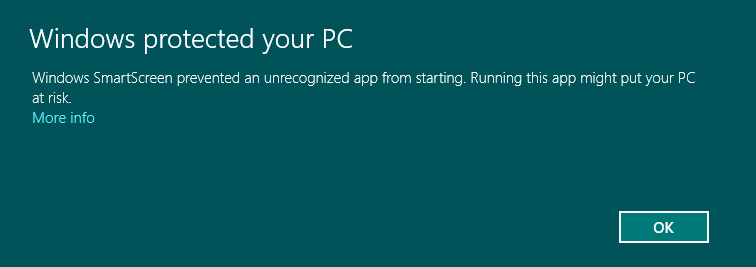 Windows protected your PC
Windows SmartScreen prevented an unrecognized app from starting. Running this app might put your PC
at risk.
More info
OK